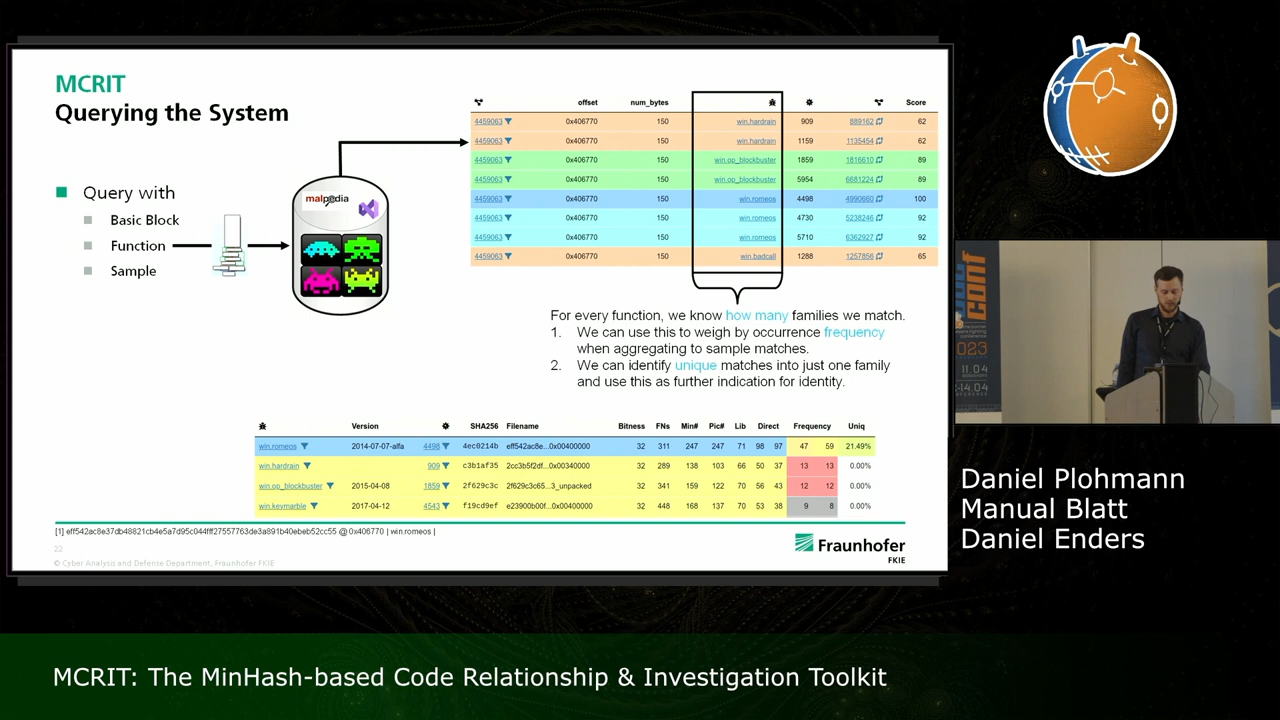 MCRIT
Querying the System
Query with
Basic Block
Function
Sample
malpedia
offset num_bytes Score
4459063 0x406770 150 win.hardrain 909 889162 62
4459063 0x406770 150 win.hardrain 1159 1135454 62
4459063 0x406770 150 win.op_blockbuster 1859 1816610 89
4459063 0x406770 150 win.op_blockbuster 5954 6681224 89
4459063 0x406770 150 win.romeos 4498 4990660 100
4459063 0x406770 150 win.romeos 4730 5238246 92
4459063 0x406770 150 win.romeos 5710 6362927 92
4459063 0x406770 150 win.badcall 1288 1257856 65
For every function, we know how many families we match.
1. We can use this to weigh by occurrence frequency
when aggregating to sample matches.
2. We can identify unique matches into just one family
and use this as further indication for identity.
Version SHA256 Filename Bitness FNs Min# Pic# Lib Direct Frequency Uniq
win.romeos 2014-07-07-alfa 4498 4ec0214b eff542ac8e...0x00400000 32 311 247 247 71 98 97 47 59 21.49%
win.hardrain 909 c3b1af35 2cc3b5f2df...0x00340000 32 289 138 103 66 50 37 13 13 0.00%
win.op_blockbuster 2015-04-08 1859 2f629c3c 2f629c3c65...3_unpacked 32 341 159 122 70 56 43 12 12 0.00%
win.keymarble 2017-04-12 4543 f19cd9ef e23900b00f...0x00400000 32 448 168 137 70 53 38 9 8 0.00%
[1] eff542ac8e37db48821cb4e5a7d95c044fff27557763de3a891b40ebeb52cc55 @ 0x406770 | win.romeos |
22
© Cyber Analysis and Defense Department, Fraunhofer FKIE
Fraunhofer
FKIE
conf
023
11.04
-14.04
Daniel Plohmann
Manual Blatt
Daniel Enders
MCRIT: The MinHash-based Code Relationship & Investigation Toolkit